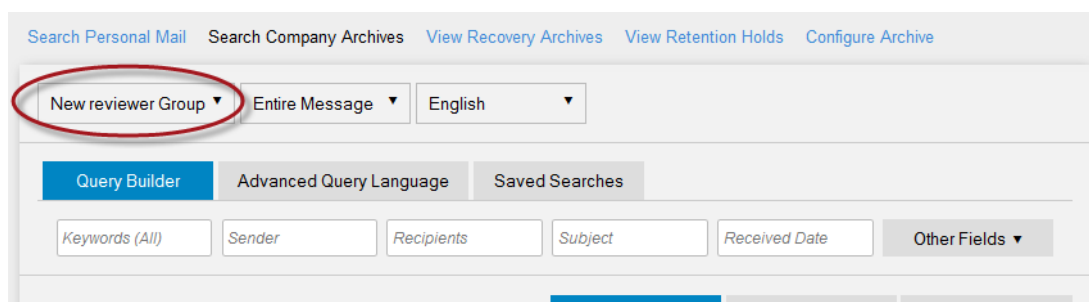 Search Personal Mail Search Company Archives View Recovery Archives View Retention Holds Configure Archive
New reviewer Group Entire Message English
Query Builder Advanced Query Language Saved Searches
Keywords (All) Sender Recipients Subject Received Date Other Fields